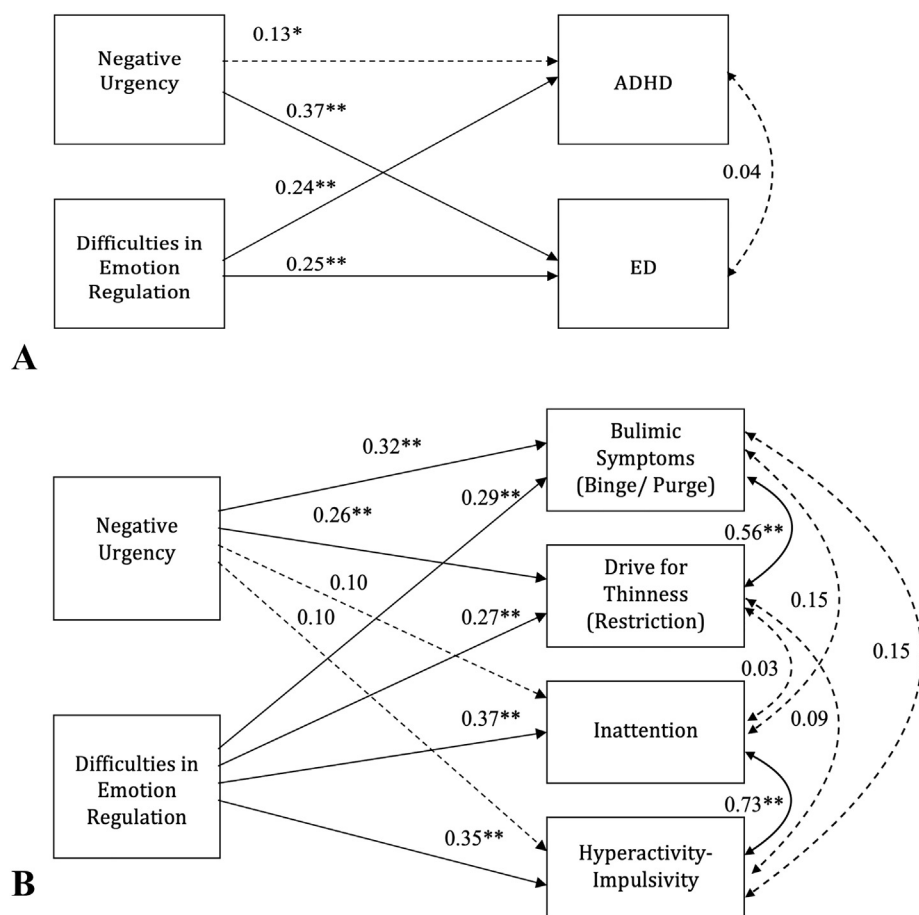 0.13*
Negative
Urgency
ADHD
0.37**
0.04
0.24**
Difficulties in
Emotion
Regulation
0.25**
ED
A
Bulimic
Symptoms
(Binge/ Purge)
0.32**
0.29**
Negative
Urgency
0.26**
0.56**
0.10
0.10
Drive for
Thinness
(Restriction)
0.15
0.27**
0.15
0.03
0.37**
Inattention
0.09
Difficulties in
Emotion
Regulation
0.73**
0.35**
Hyperactivity-
Impulsivity
B